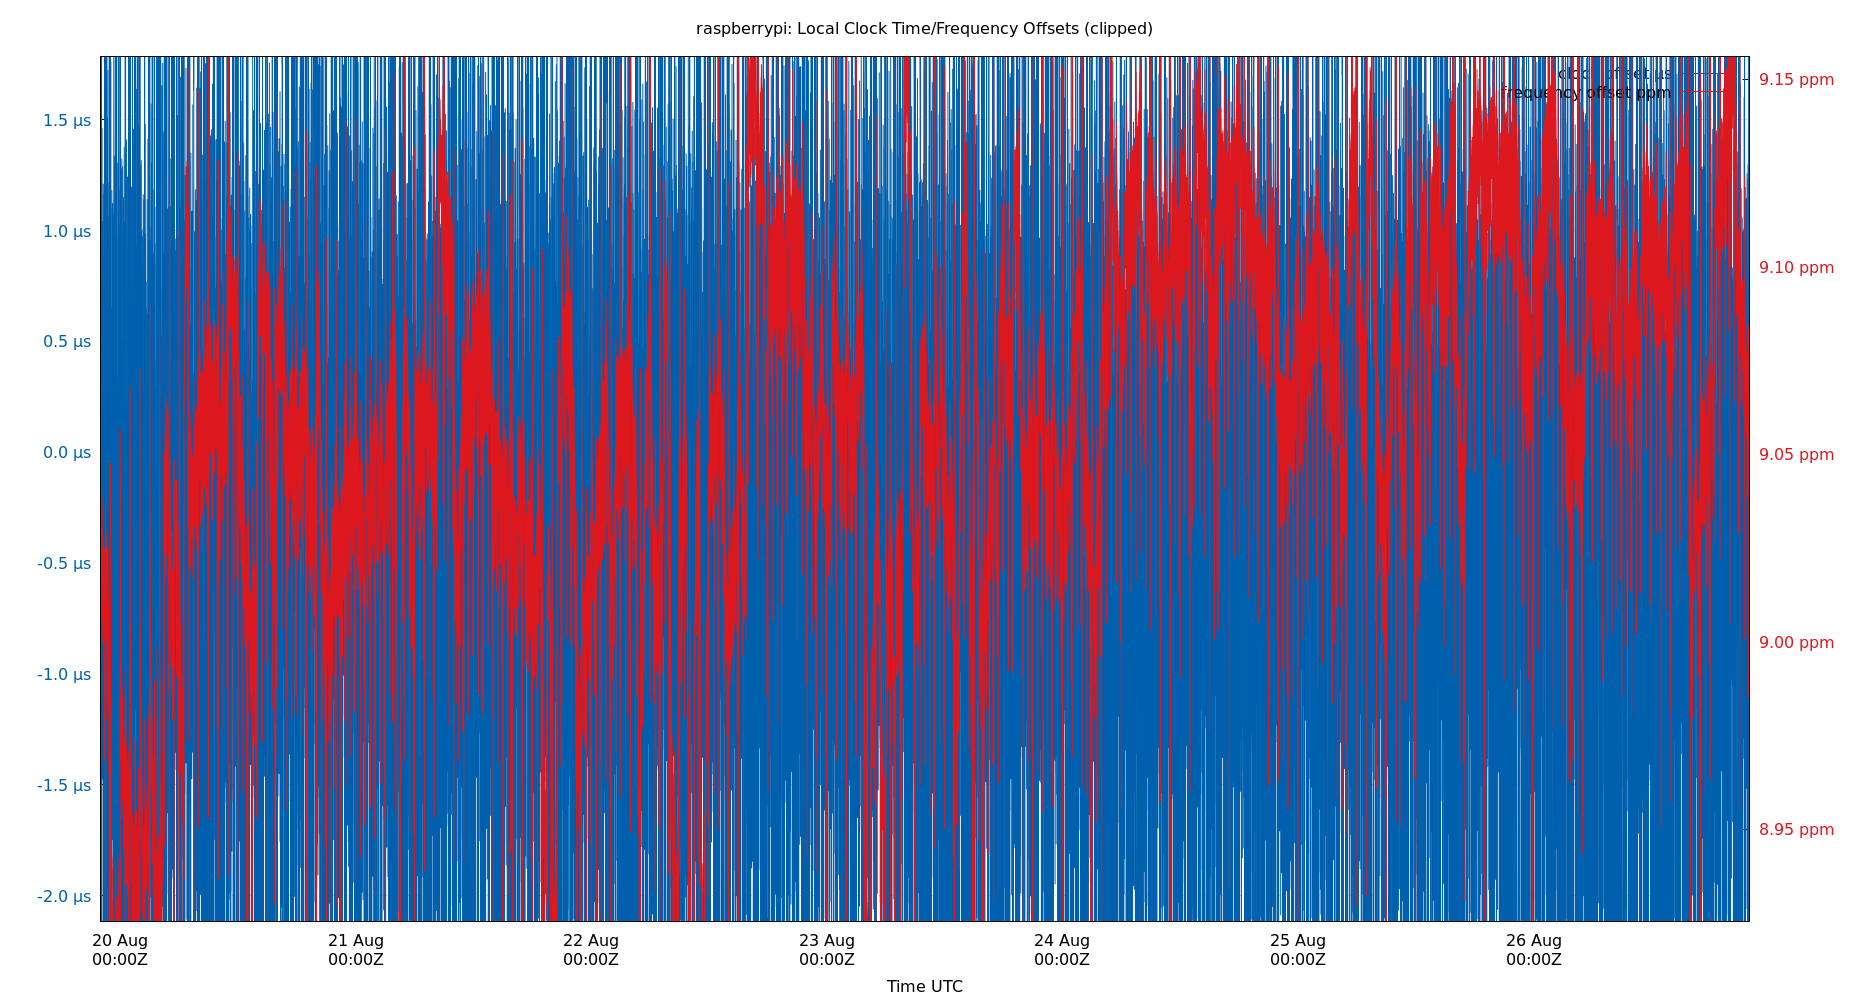 raspberrypi: Local Clock Time/Frequency Offsets (clipped)
clock offset µs
frequency offset ppm
1.5 µs
1.0 µs
0.5 µs
0.0 µs
-0.5 µs
-1.0 µs
-1.5 µs
-2.0 µs
9.15 ppm
9.10 ppm
9.05 ppm
9.00 ppm
8.95 ppm
20 Aug
00:00Z
21 Aug
00:00Z
22 Aug
00:00Z
23 Aug
00:00Z
24 Aug
00:00Z
25 Aug
00:00Z
26 Aug
00:00Z
Time UTC